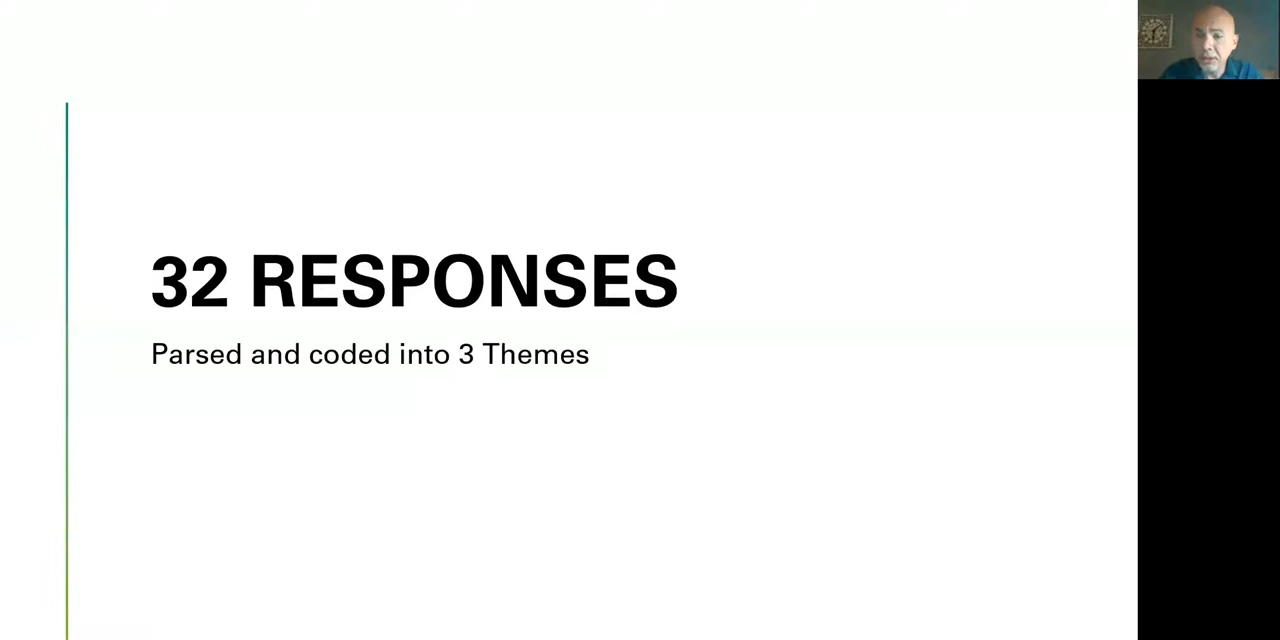 32 RESPONSES
Parsed and coded into 3 Themes